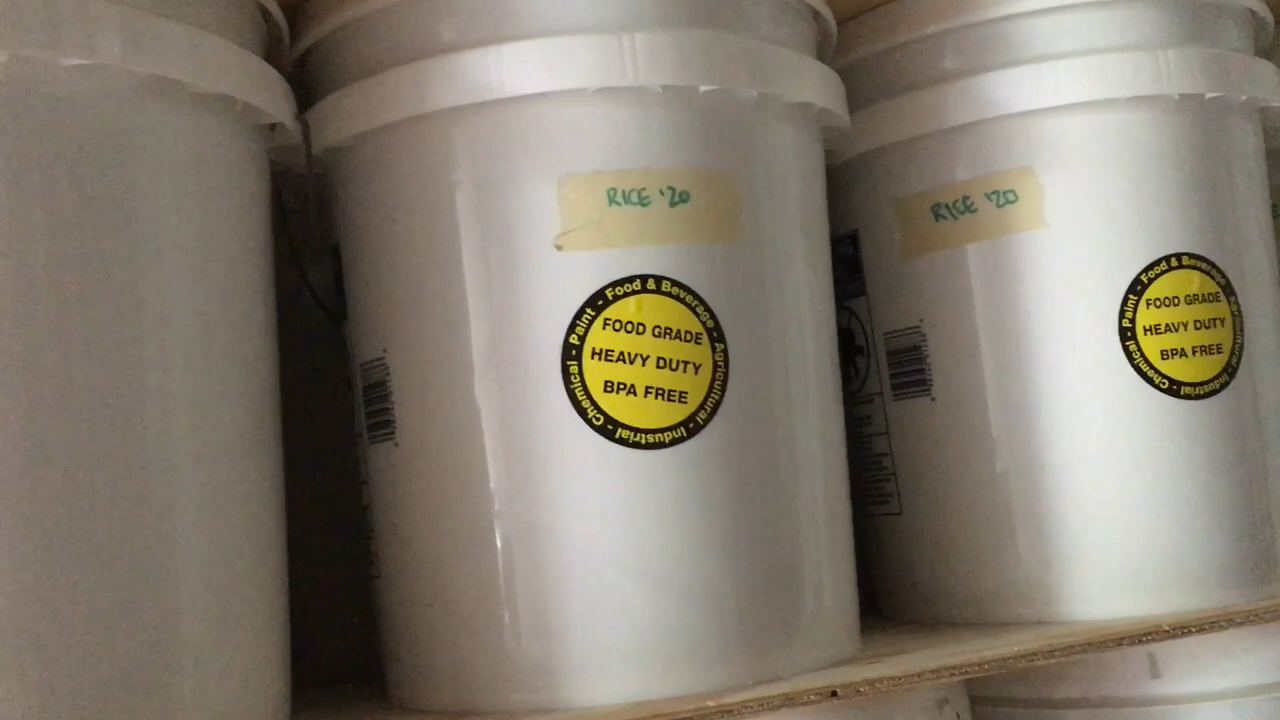 RICE '20
FOOD GRADE
HEAVY DUTY
BPA FREE
Paint - Food & Beverage - Agricultural - Industrial - Chemical -
RICE '20
FOOD GRADE
HEAVY DUTY
BPA FREE
Paint - Food & Beverage - Agricultural - Industrial - Chemical -